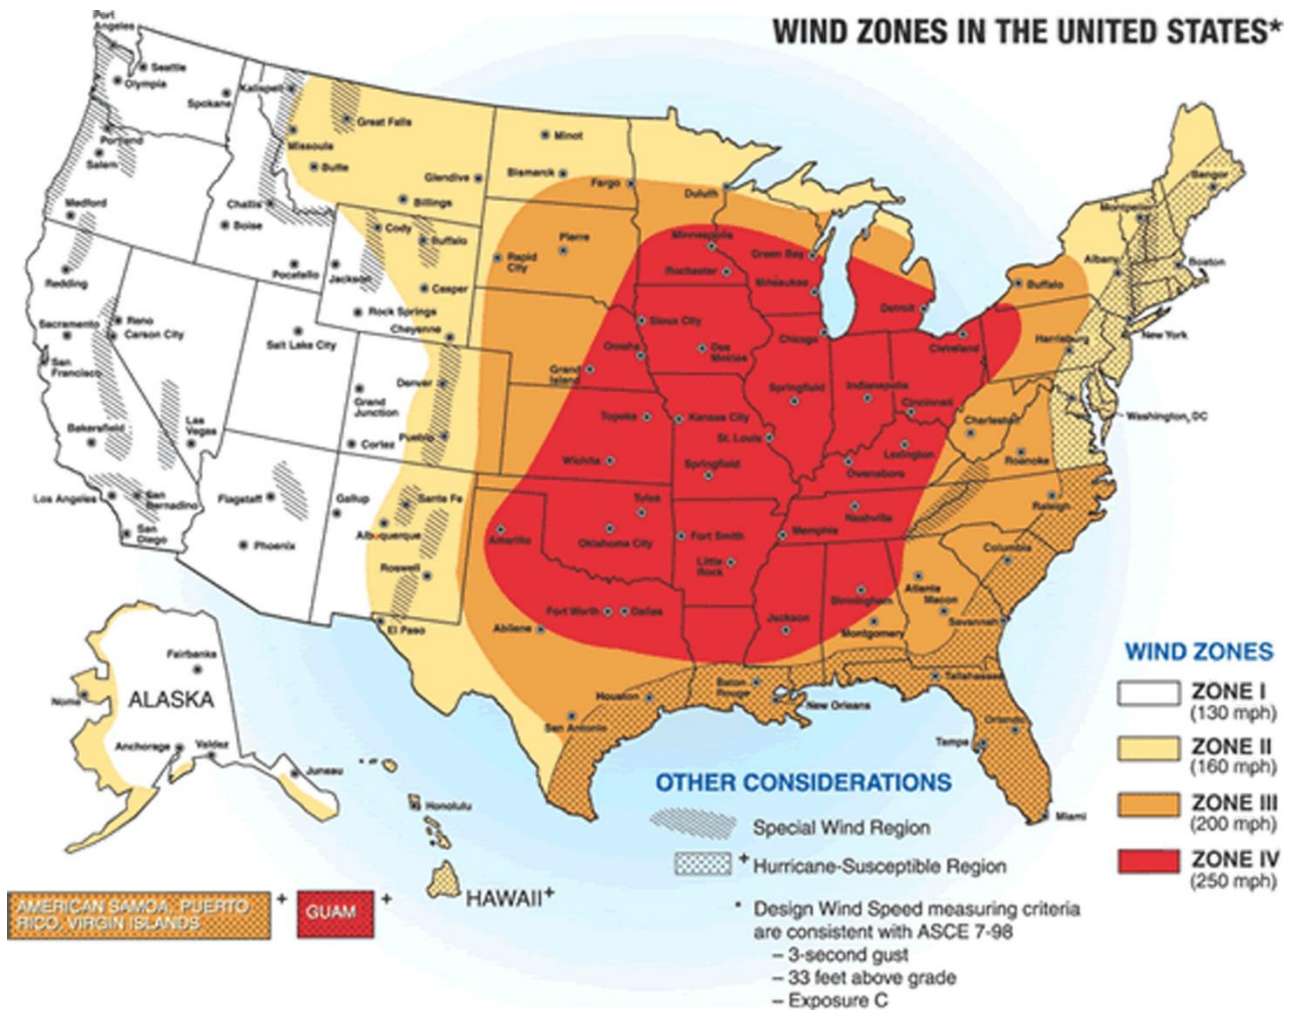 WIND ZONES IN THE UNITED STATES*
Port
Angeles
Seattle
Olympia
Spokane
Kalispell
Great Falls
Minot
Missoula
Portland
Salem
Butte
Glendive
Bismarck
Fargo
Duluth
Bangor
Medford
Challis
Billings
Montpelier
Boise
Cody
Buffalo
Pierre
Minneapolis
Green Bay
Albany
Boston
Redding
Pocatello
Jackson
Rapid
City
Rochester
Milwaukee
Buffalo
Casper
Detroit
Sacramento
Reno
Carson City
Rock Springs
Cheyenne
Sioux City
Chicago
Cleveland
Harrisburg
New York
San
Francisco
Salt Lake City
Omaha
Des
Moines
Denver
Grand
Island
Grand
Junction
Springfield
Indianapolis
Cincinnati
Washington, DC
Bakersfield
Las
Vegas
Cortez
Pueblo
Topeka
Kansas City
St. Louis
Charleston
Lexington
Roanoke
Wichita
Springfield
Owensboro
Los Angeles
San
Bernadino
Flagstaff
Gallup
Santa Fe
Tulsa
Nashville
Raleigh
San
Diego
Phoenix
Albuquerque
Amarillo
Oklahoma City
Fort Smith
Memphis
Columbia
Roswell
Little
Rock
Atlanta
Macon
Birmingham
El Paso
Abilene
Fort Worth
Dallas
Jackson
Montgomery
Savannah
Fairbanks
Nome
ALASKA
Anchorage
Valdez
Juneau
Houston
Baton
Rouge
New Orleans
Tallahassee
San Antonio
Orlando
Tampa
Miami
Honolulu
HAWAII+
AMERICAN SAMOA, PUERTO
RICO, VIRGIN ISLANDS
+
GUAM
+
OTHER CONSIDERATIONS
Special Wind Region
+ Hurricane-Susceptible Region
* Design Wind Speed measuring criteria
are consistent with ASCE 7-98
– 3-second gust
– 33 feet above grade
– Exposure C
WIND ZONES
ZONE I
(130 mph)
ZONE II
(160 mph)
ZONE III
(200 mph)
ZONE IV
(250 mph)